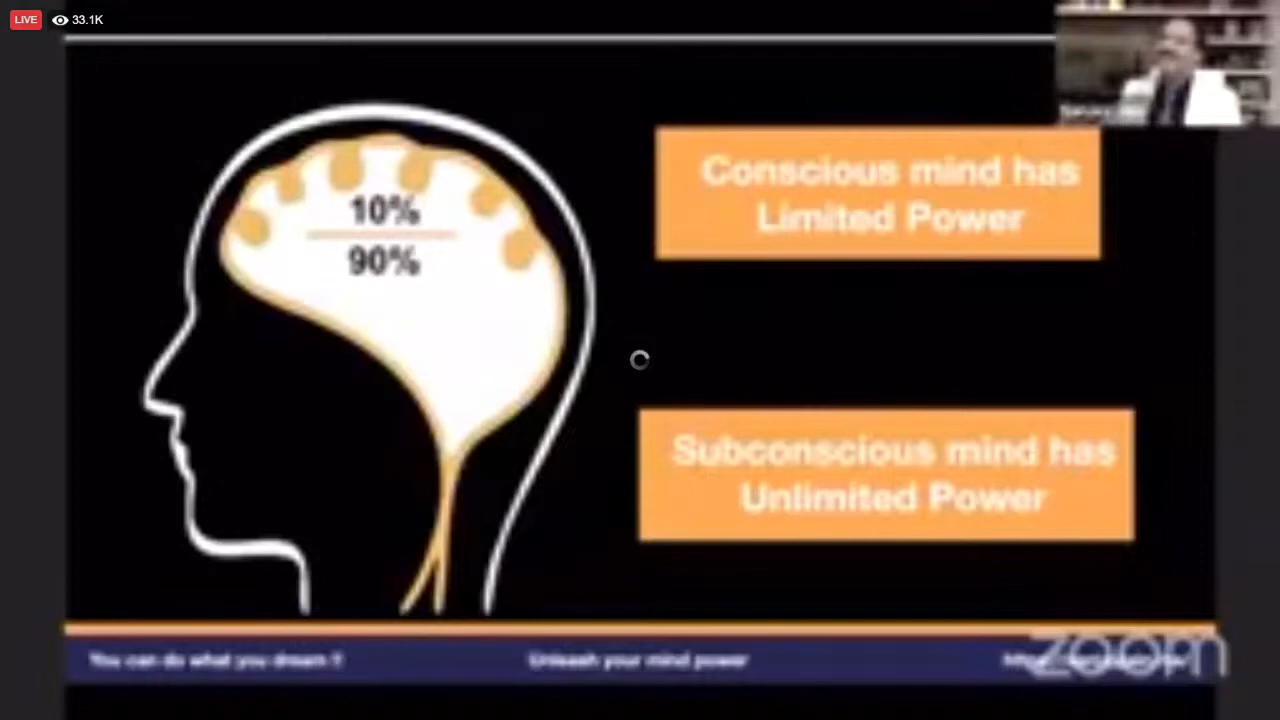 LIVE 33.1K
10%
90%
Conscious mind has
Limited Power
Subconscious mind has
Unlimited Power
You can do what you dream !!
Unleash your mind power
zoom